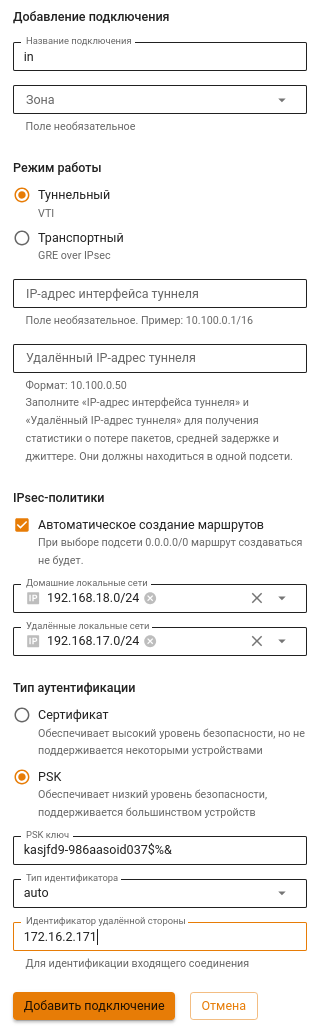 Добавление подключения
Название подключения
in
Зона
Поле необязательное
Режим работы
Туннельный
VTI
Транспортный
GRE over IPsec
IP-адрес интерфейса туннеля
Поле необязательное. Пример: 10.100.0.1/16
Удалённый IP-адрес туннеля
Формат: 10.100.0.50
Заполните «IP-адрес интерфейса туннеля» и
«Удалённый IP-адрес туннеля» для получения
статистики о потере пакетов, средней задержке и
джиттере. Они должны находиться в одной подсети.
IPsec-политики
Автоматическое создание маршрутов
При выборе подсети 0.0.0.0/0 маршрут создаваться
не будет.
Домашние локальные сети
IP 192.168.18.0/24
Удалённые локальные сети
IP 192.168.17.0/24
Тип аутентификации
Сертификат
Обеспечивает высокий уровень безопасности, но не
поддерживается некоторыми устройствами
PSK
Обеспечивает низкий уровень безопасности,
поддерживается большинством устройств
PSK ключ
kasjfd9-986aasoid037$%&
Тип идентификатора
auto
Идентификатор удалённой стороны
172.16.2.171
Для идентификации входящего соединения
Добавить подключение
Отмена